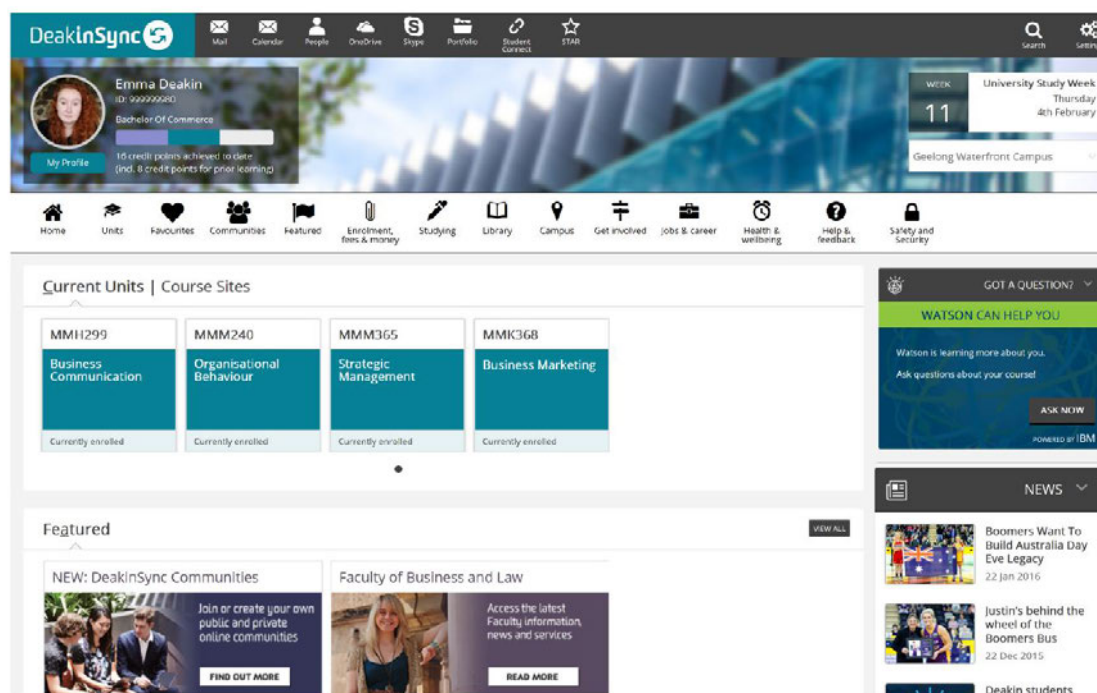 DeakinSync
Mail
Calendar
People
OneDrive
Skype
Portfolio
Student
Connect
STAR
Search
Emma Deakin
ID: 999999980
Bachelor Of Commerce
My Profile
16 credit points achieved to date
(incl. 8 credit points for prior learning)
WEEK
11
University Study Week
Thursday
4th February
Geelong Waterfront Campus
Home
Units
Favourites
Communities
Featured
Enrolment,
fees & money
Studying
Library
Campus
Get involved
Jobs & career
Health &
wellbeing
Help &
feedback
Safety and
Security
Current Units | Course Sites
MMH299
Business
Communication
Currently enrolled
MMM240
Organisational
Behaviour
Currently enrolled
MMM365
Strategic
Management
Currently enrolled
MMK368
Business Marketing
Currently enrolled
GOT A QUESTION?
WATSON CAN HELP YOU
Watson is learning more about you.
Ask questions about your course!
ASK NOW
POWERED BY IBM
Featured
VIEW ALL
NEW: DeakinSync Communities
Join or create your own
public and private
online communities
FIND OUT MORE
Faculty of Business and Law
Access the latest
Faculty information,
news and services
READ MORE
NEWS
Boomers Want To
Build Australia Day
Eve Legacy
22 Jan 2016
Justin's behind the
wheel of the
Boomers Bus
22 Dec 2015
Deakin students